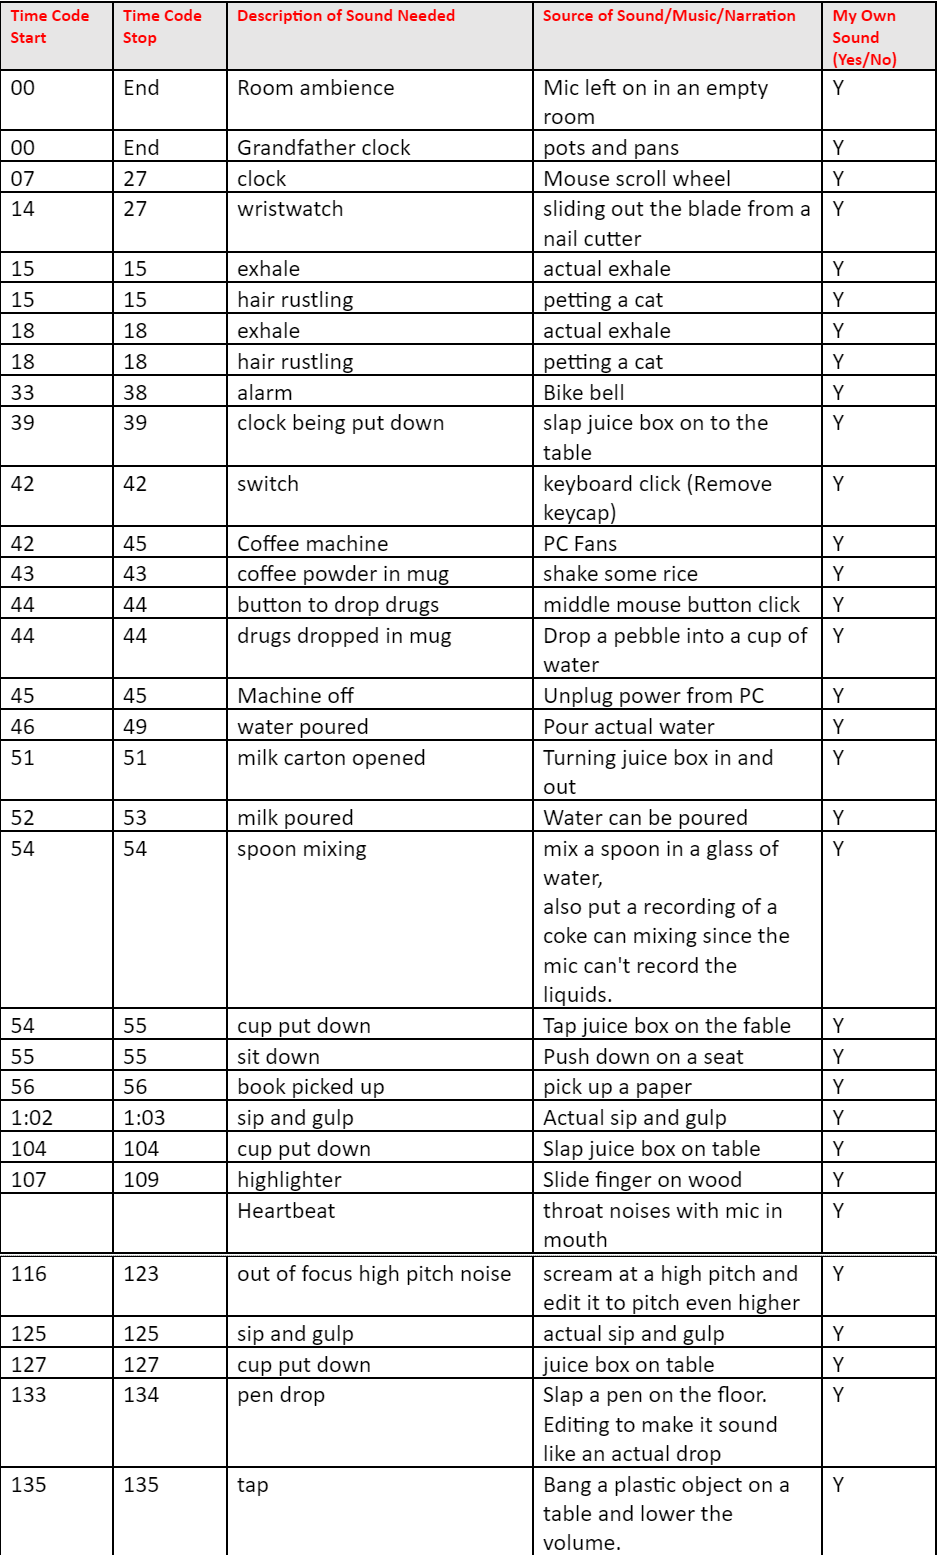 Time Code Start | Time Code Stop | Description of Sound Needed | Source of Sound/Music/Narration | My Own Sound (Yes/No)
00 | End | Room ambience | Mic left on in an empty room | Y
00 | End | Grandfather clock | pots and pans | Y
07 | 27 | clock | Mouse scroll wheel | Y
14 | 27 | wristwatch | sliding out the blade from a nail cutter | Y
15 | 15 | exhale | actual exhale | Y
15 | 15 | hair rustling | petting a cat | Y
18 | 18 | exhale | actual exhale | Y
18 | 18 | hair rustling | petting a cat | Y
33 | 38 | alarm | Bike bell | Y
39 | 39 | clock being put down | slap juice box on to the table | Y
42 | 42 | switch | keyboard click (Remove keycap) | Y
42 | 45 | Coffee machine | PC Fans | Y
43 | 43 | coffee powder in mug | shake some rice | Y
44 | 44 | button to drop drugs | middle mouse button click | Y
44 | 44 | drugs dropped in mug | Drop a pebble into a cup of water | Y
45 | 45 | Machine off | Unplug power from PC | Y
46 | 49 | water poured | Pour actual water | Y
51 | 51 | milk carton opened | Turning juice box in and out | Y
52 | 53 | milk poured | Water can be poured | Y
54 | 54 | spoon mixing | mix a spoon in a glass of water, also put a recording of a coke can mixing since the mic can't record the liquids. | Y
54 | 55 | cup put down | Tap juice box on the fable | Y
55 | 55 | sit down | Push down on a seat | Y
56 | 56 | book picked up | pick up a paper | Y
1:02 | 1:03 | sip and gulp | Actual sip and gulp | Y
104 | 104 | cup put down | Slap juice box on table | Y
107 | 109 | highlighter | Slide finger on wood | Y
Heartbeat | throat noises with mic in mouth | Y
116 | 123 | out of focus high pitch noise | scream at a high pitch and edit it to pitch even higher | Y
125 | 125 | sip and gulp | actual sip and gulp | Y
127 | 127 | cup put down | juice box on table | Y
133 | 134 | pen drop | Slap a pen on the floor. Editing to make it sound like an actual drop | Y
135 | 135 | tap | Bang a plastic object on a table and lower the volume. | Y